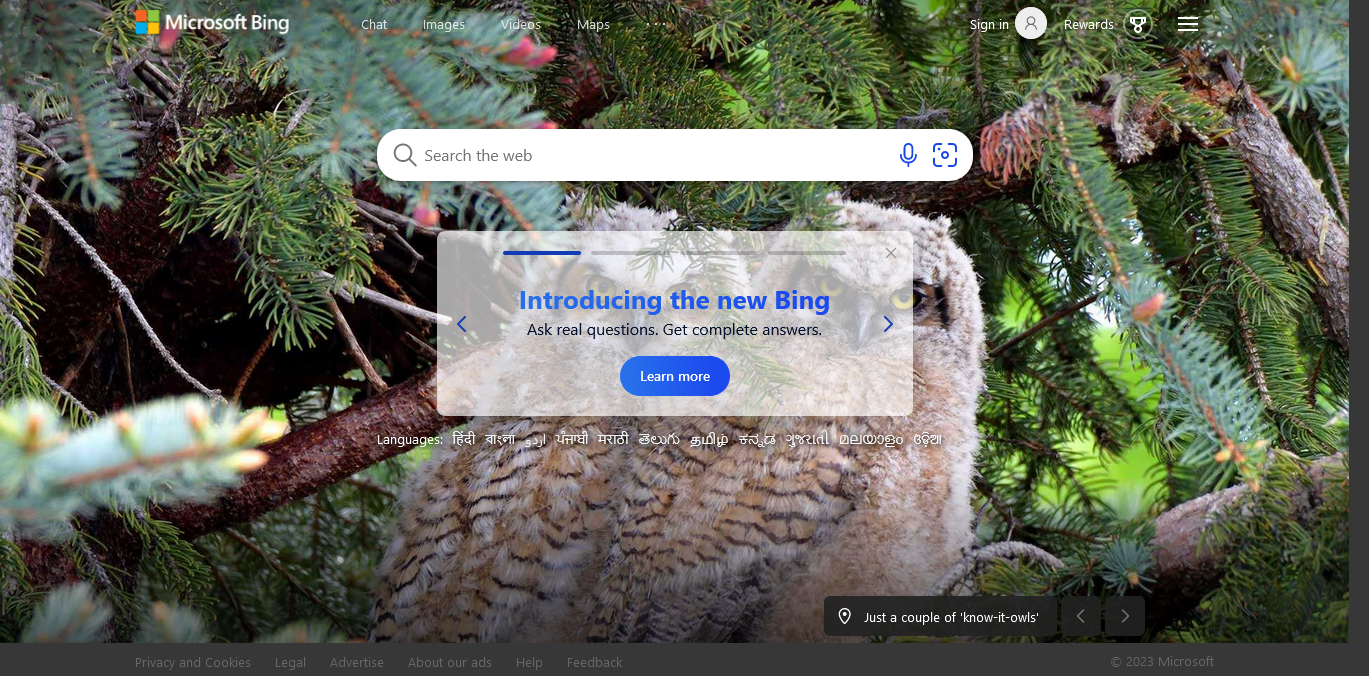 Microsoft Bing
Chat Images Videos Maps ...
Sign in Rewards
Search the web
Introducing the new Bing
Ask real questions. Get complete answers.
Learn more
Languages: हिंदी বাংলা اردو ਪੰਜਾਬੀ मराठी తెలుగు தமிழ் ಕನ್ನಡ ગુજરાતી മലയാളം ଓଡ଼ିଆ
Just a couple of 'know-it-owls'
Privacy and Cookies Legal Advertise About our ads Help Feedback © 2023 Microsoft